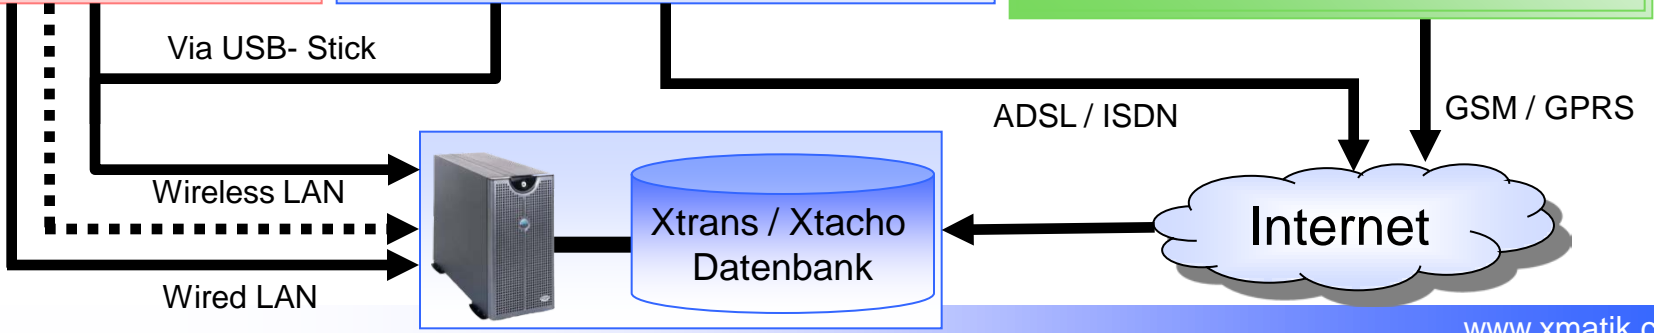 Via USB- Stick
ADSL / ISDN
GSM / GPRS
Wireless LAN
Xtrans / Xtacho
Datenbank
Internet
Wired LAN